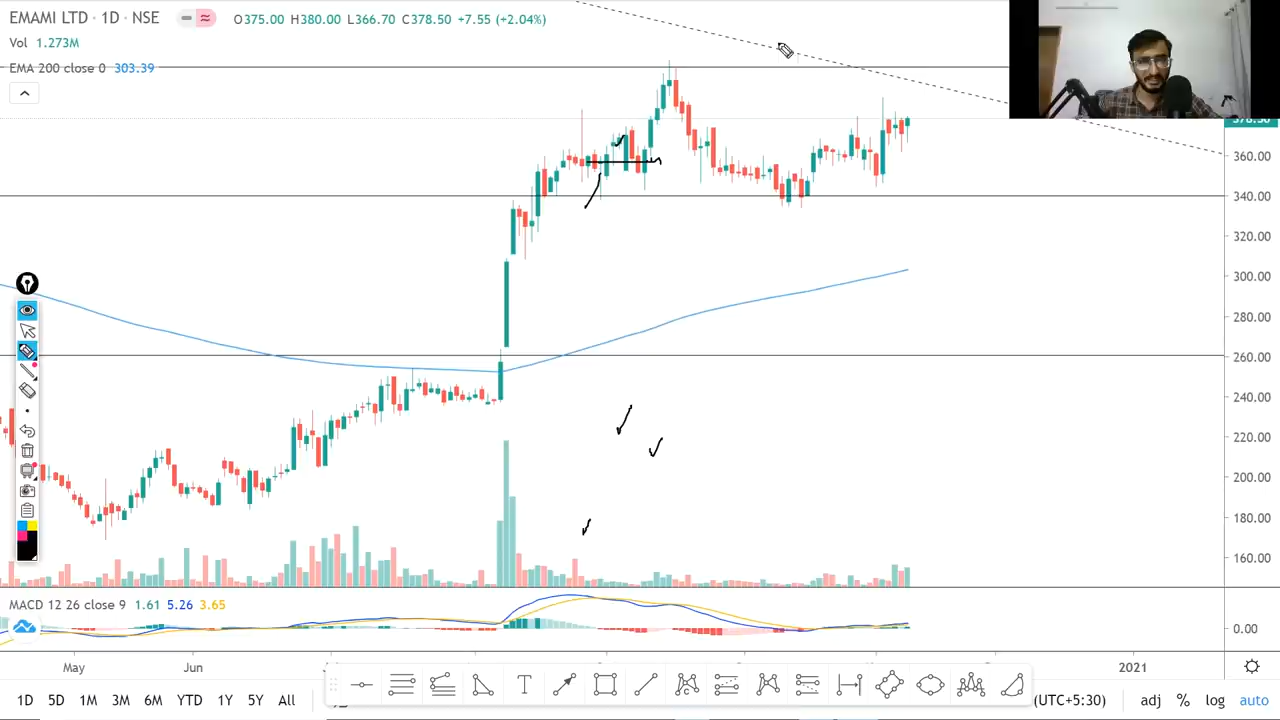 EMAMI LTD · 1D · NSE O375.00 H380.00 L366.70 C378.50 +7.55 (+2.04%)
Vol 1.273M
EMA 200 close 0 303.39
360.00
340.00
320.00
300.00
280.00
260.00
240.00
220.00
200.00
180.00
160.00
MACD 12 26 close 9 1.61 5.26 3.65
0.00
May Jun 2021
1D 5D 1M 3M 6M YTD 1Y 5Y All (UTC+5:30) adj % log auto